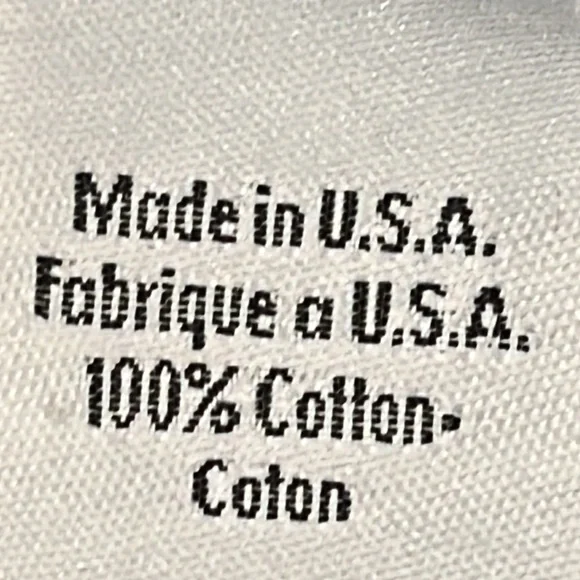 Made in U.S.A.
Fabrique a U.S.A.
100% Cotton-
Coton